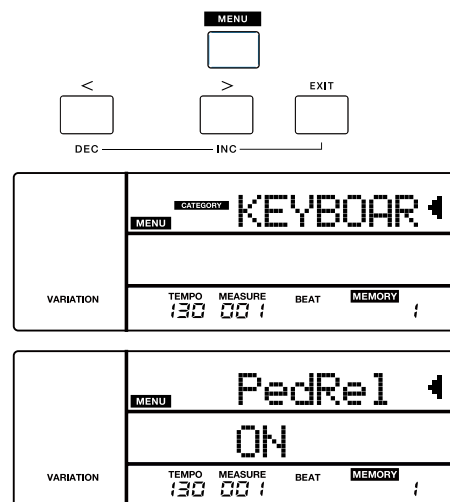 MENU
< > EXIT
DEC INC
CATEGORY KEYBOAR
MENU
VARIATION TEMPO MEASURE BEAT MEMORY
130 001 1
PedRel
MENU
ON
VARIATION TEMPO MEASURE BEAT MEMORY
130 001 1